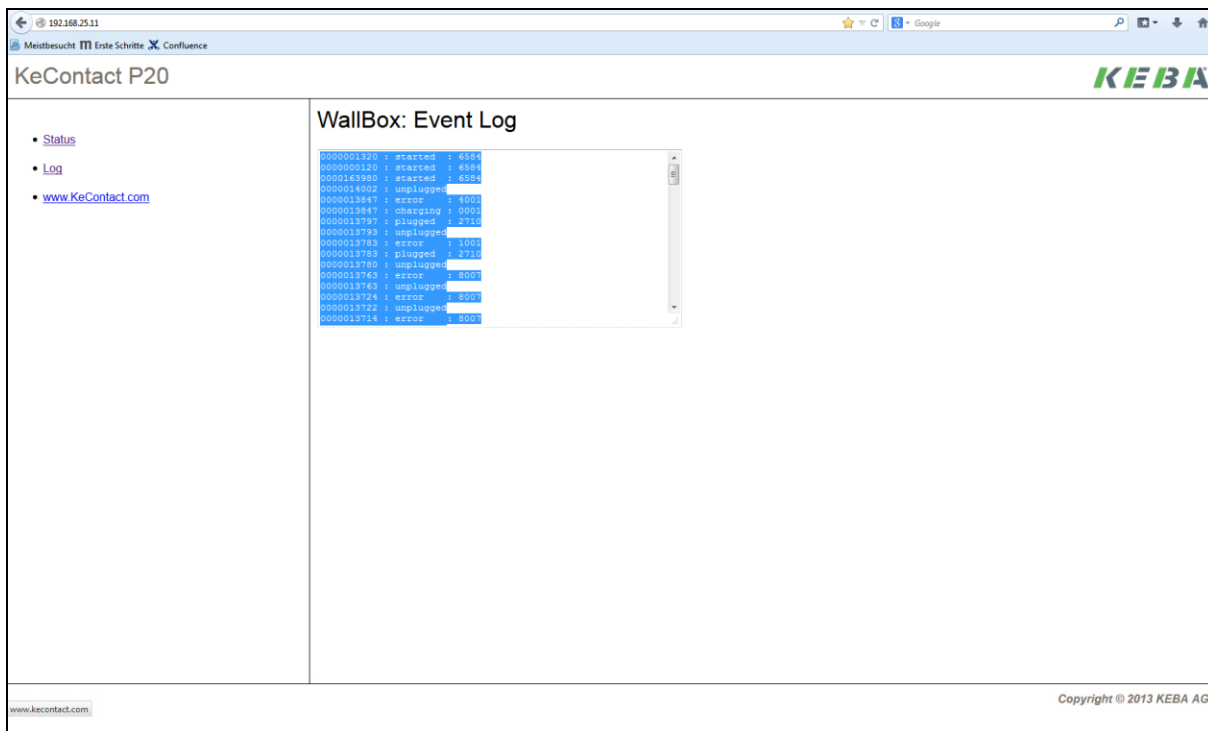 192.168.25.11
Google
Meistbesucht Erste Schritte Confluence
KeContact P20
KEBA
Status
Log
www.KeContact.com
WallBox: Event Log
0000001320 : started : 6584
0000000120 : started : 6584
0000163980 : started : 6584
0000014002 : unplugged
0000013847 : error : 4001
0000013847 : charging : 0001
0000013797 : plugged : 2710
0000013793 : unplugged
0000013783 : error : 1001
0000013783 : plugged : 2710
0000013780 : unplugged
0000013763 : error : 8007
0000013763 : unplugged
0000013724 : error : 8007
0000013722 : unplugged
0000013714 : error : 8007
Copyright © 2013 KEBA AG
www.kecontact.com